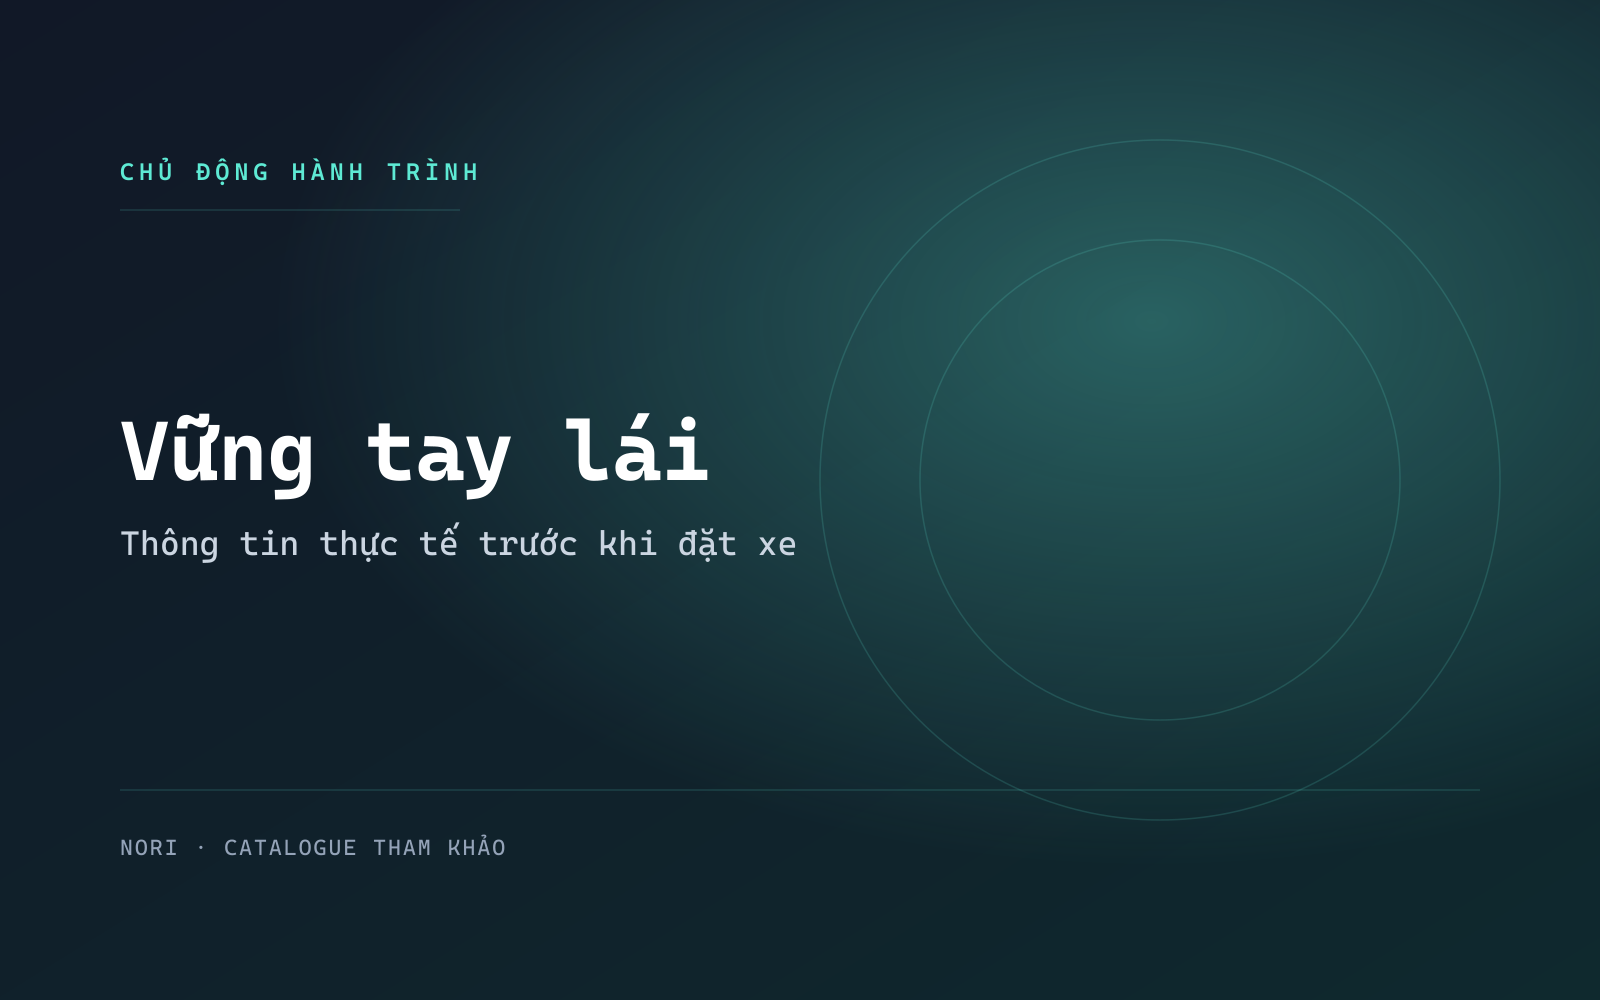 CHỦ ĐỘNG HÀNH TRÌNH
Vững tay lái
Thông tin thực tế trước khi đặt xe
NORI · CATALOGUE THAM KHẢO